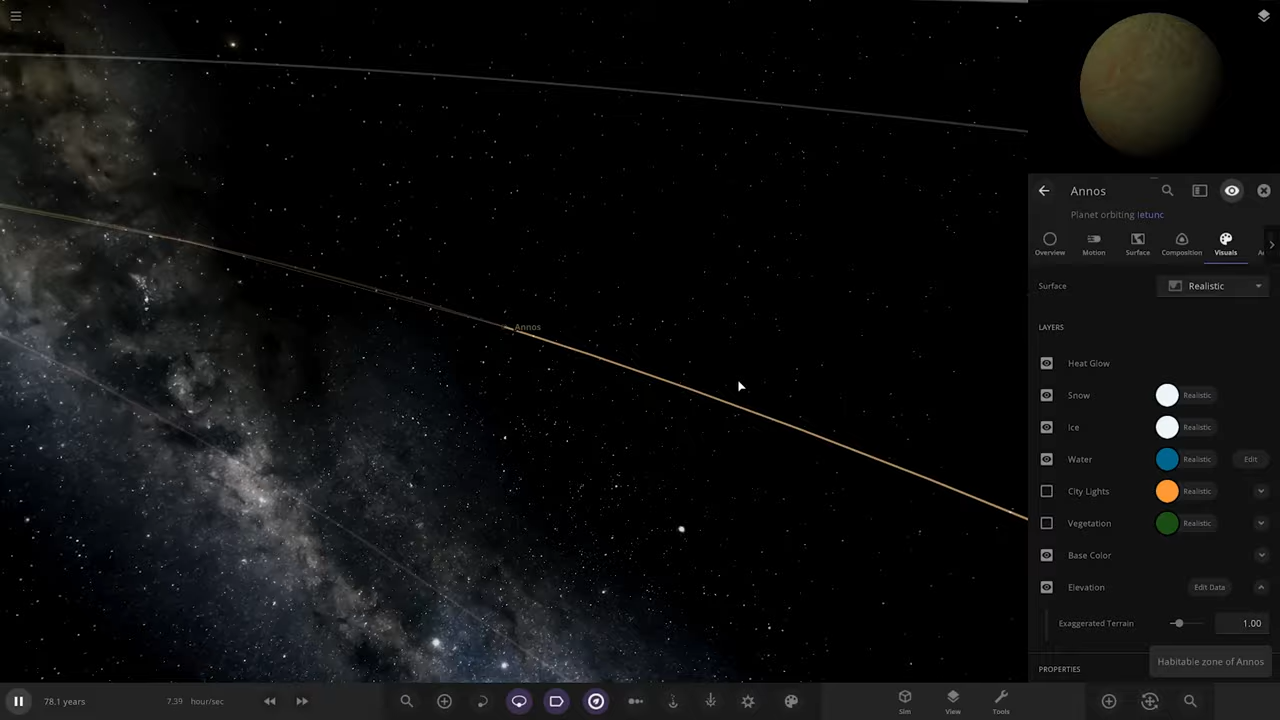 Annos
Annos
Planet orbiting Ietunc
Overview
Motion
Surface
Composition
Visuals
Surface
Realistic
LAYERS
Heat Glow
Snow
Realistic
Ice
Realistic
Water
Realistic
Edit
City Lights
Realistic
Vegetation
Realistic
Base Color
Elevation
Edit Data
Exaggerated Terrain
1.00
PROPERTIES
Habitable zone of Annos
78.1 years
7.39 hour/sec
Sim
View
Tools